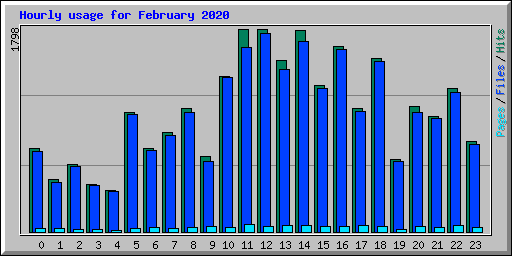 Hourly usage for February 2020
1798
Pages/Files/Hits
0 1 2 3 4 5 6 7 8 9 10 11 12 13 14 15 16 17 18 19 20 21 22 23